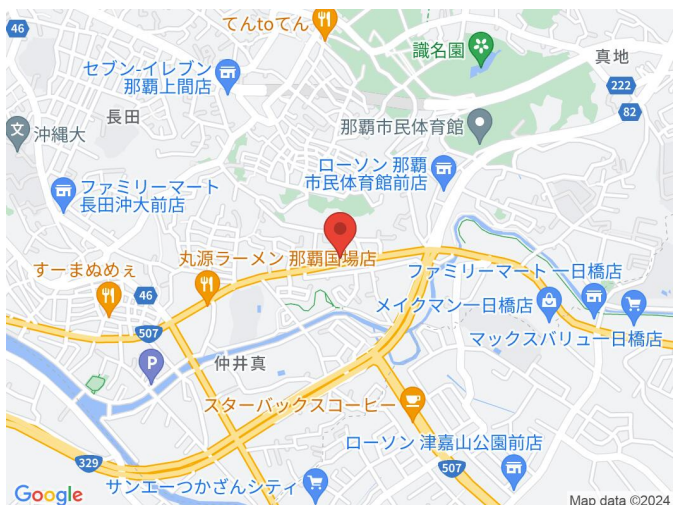 46
てんtoてん
識名園
真地
セブン-イレブン
那覇上間店
222
長田
82
沖縄大
那覇市民体育館
ローソン 那覇
市民体育館前店
ファミリーマート
長田沖大前店
丸源ラーメン 那覇国場店
すーまぬめぇ
ファミリーマート 一日橋店
46
メイクマン一日橋店
507
マックスバリュ一日橋店
P
仲井真
スターバックスコーヒー
329
ローソン 津嘉山公園前店
507
サンエーつかざんシティ
Google
Map data ©2024